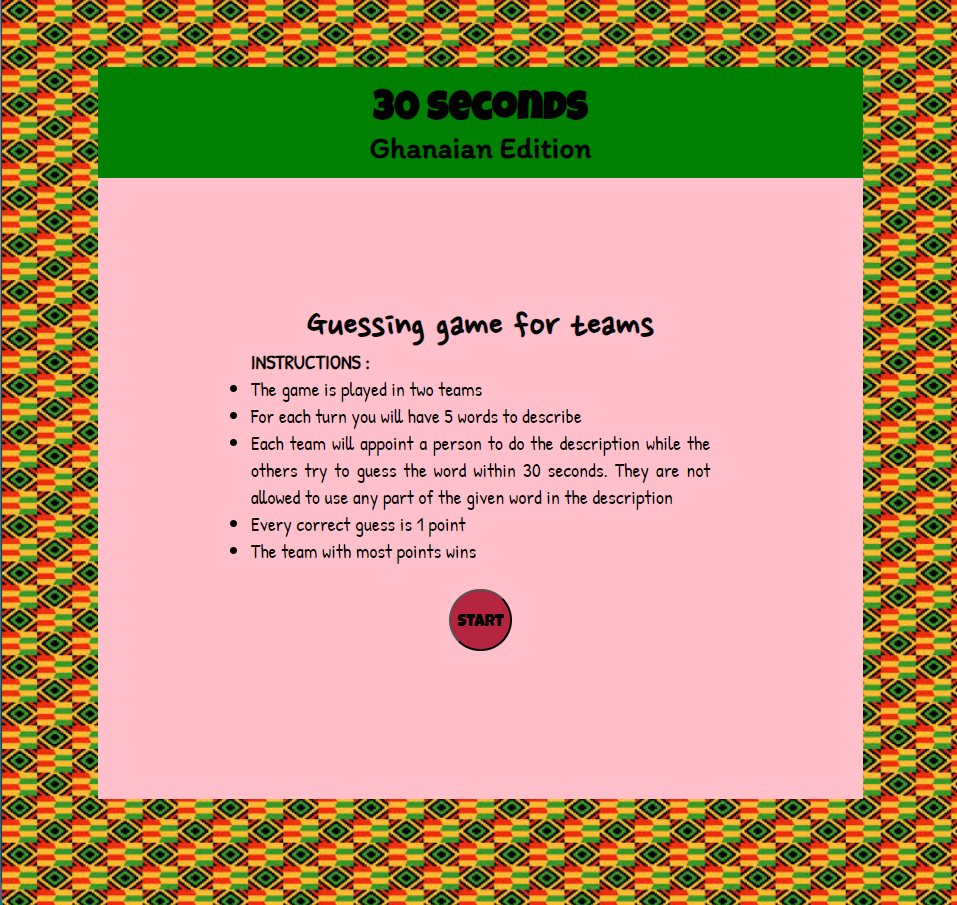 30 seconds
Ghanaian Edition
Guessing game for teams
INSTRUCTIONS :
The game is played in two teams
For each turn you will have 5 words to describe
Each team will appoint a person to do the description while the
others try to guess the word within 30 seconds. They are not
allowed to use any part of the given word in the description
Every correct guess is 1 point
The team with most points wins
START